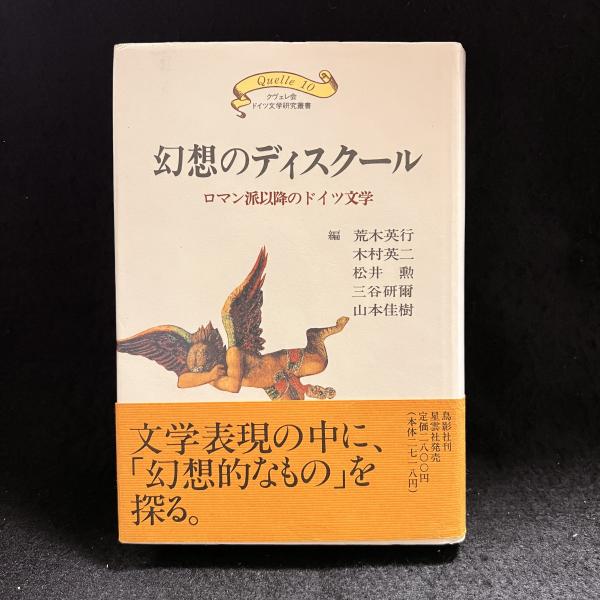 Quelle 10
クヴェレ会
ドイツ文学研究叢書
幻想のディスクール
ロマン派以降のドイツ文学
編 荒木英行
木村英二
松井 勲
三谷研爾
山本佳樹
文学表現の中に、
「幻想的なもの」を
探る。
鳥影社刊
星雲社発売
定価一八〇〇円
(本体一七一八円)